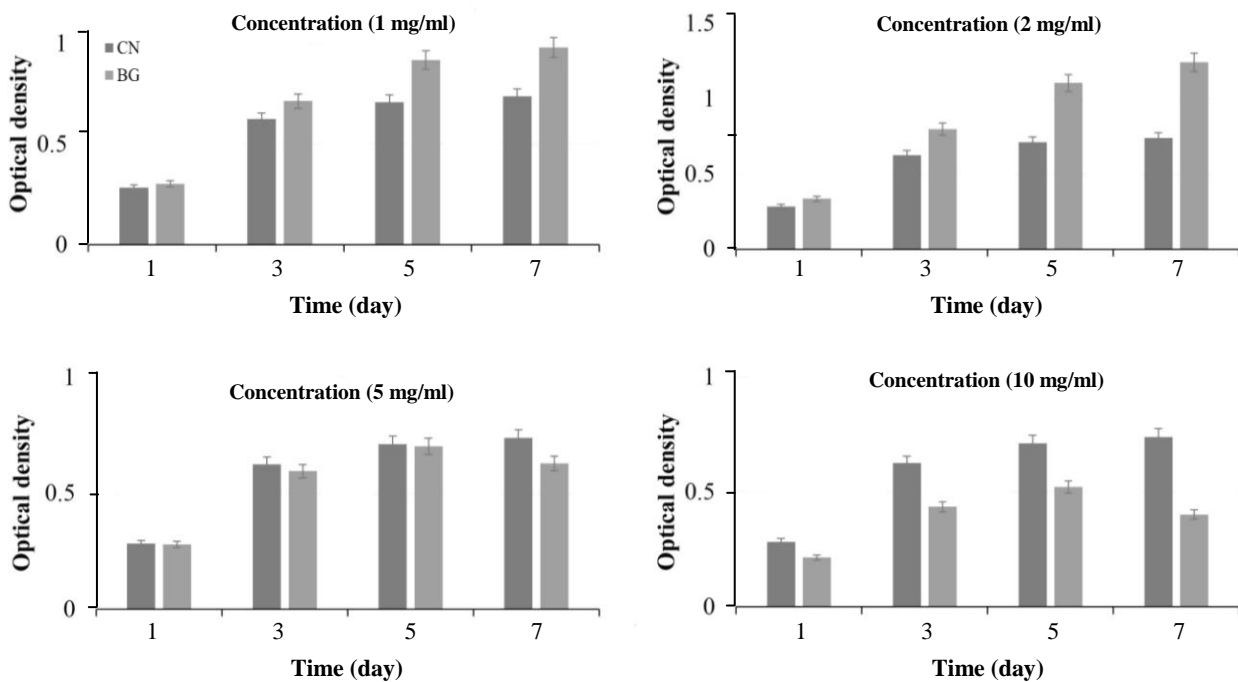 Concentration (1 mg/ml)
1
CN
BG
0.5
0
Optical density
1 3 5 7
Time (day)
Concentration (2 mg/ml)
1.5
1
0.5
0
Optical density
1 3 5 7
Time (day)
Concentration (5 mg/ml)
1
0.5
0
Optical density
1 3 5 7
Time (day)
Concentration (10 mg/ml)
1
0.5
0
Optical density
1 3 5 7
Time (day)